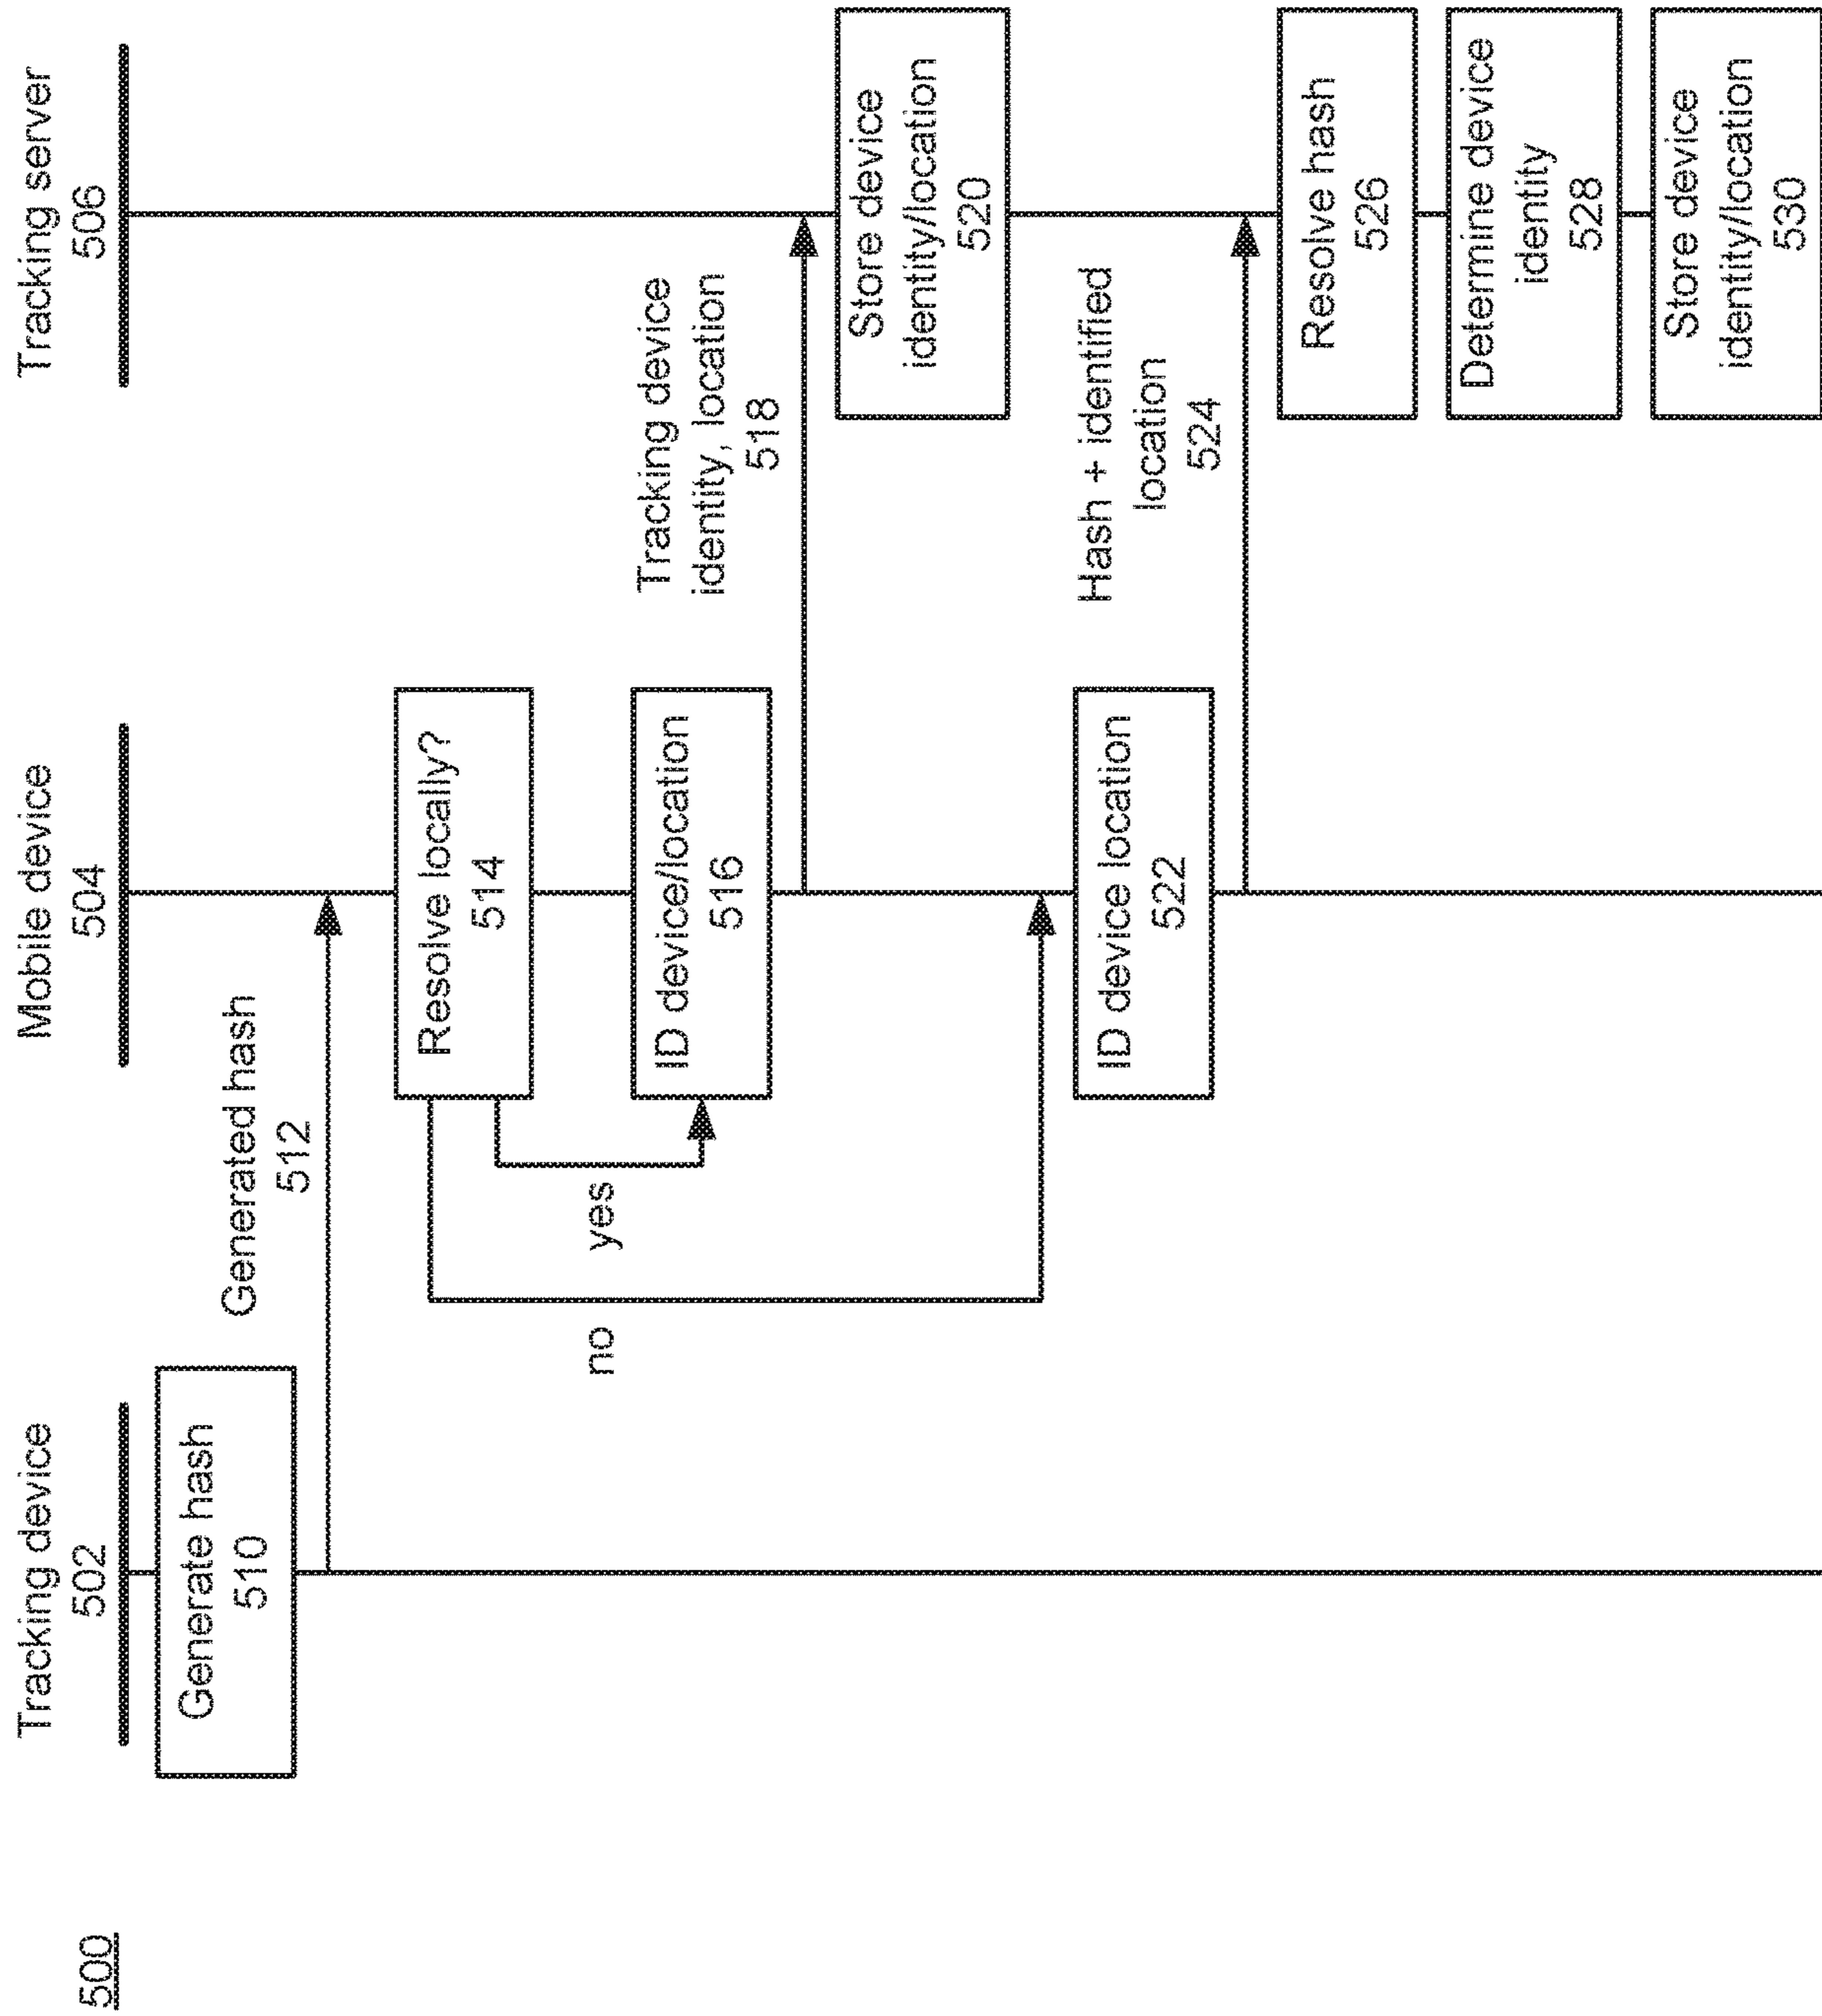 500
Tracking device
502
Mobile device
504
Tracking server
506
Generate hash
510
Generated hash
512
Resolve locally?
514
no
yes
ID device/location
516
Tracking device
identity, location
518
Store device
identity/location
520
ID device location
522
Hash + identified
location
524
Resolve hash
526
Determine device
identity
528
Store device
identity/location
530